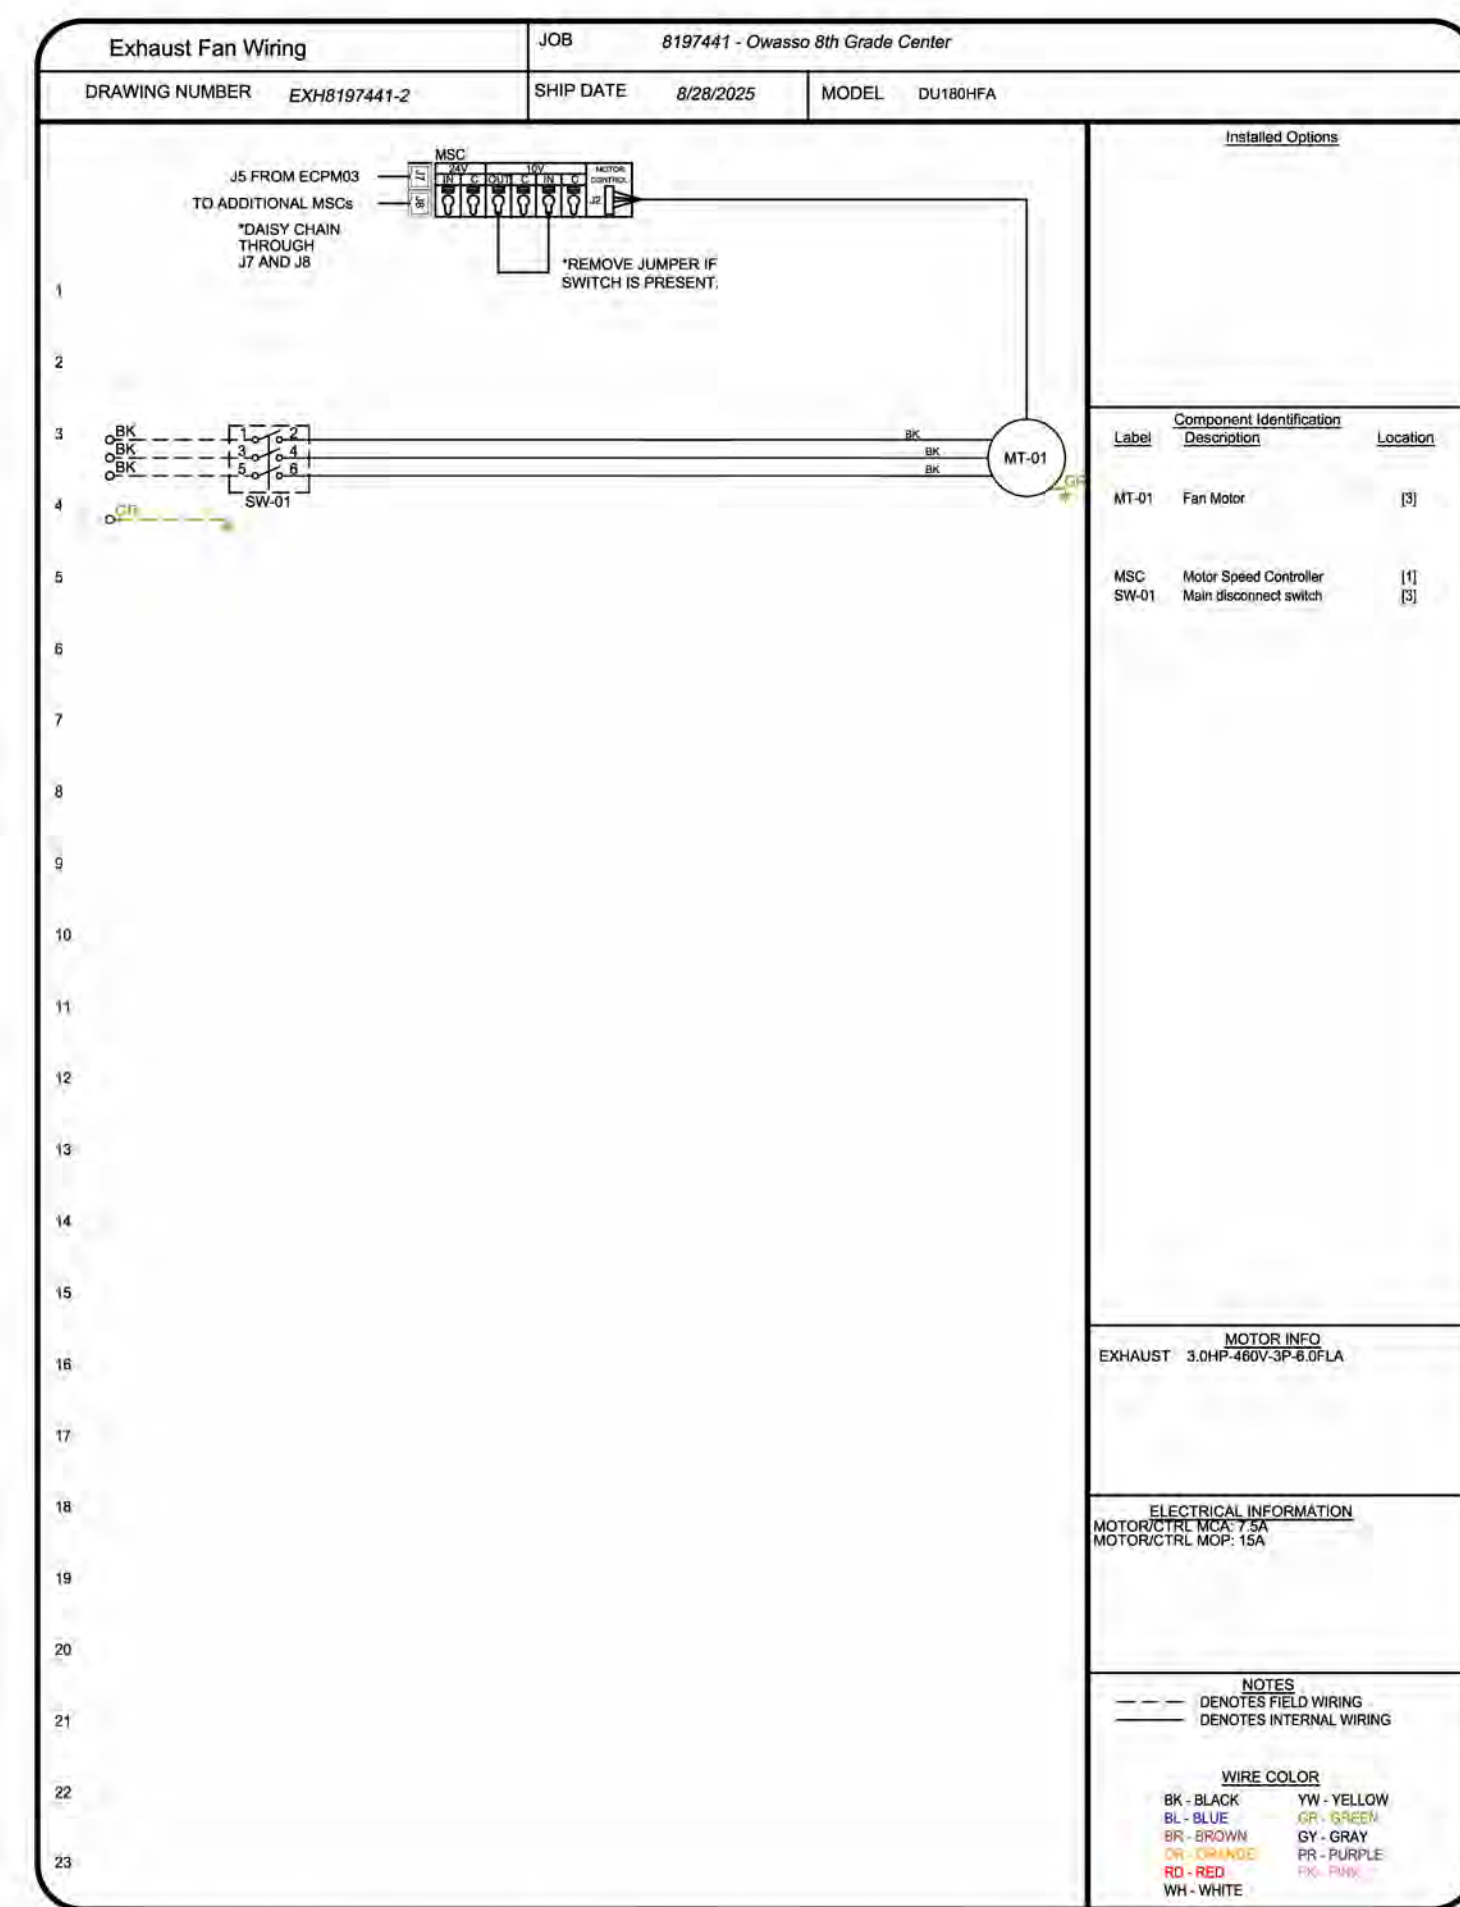 Exhaust Fan Wiring
JOB 8197441 - Owasso 8th Grade Center
DRAWING NUMBER EXH8197441-2
SHIP DATE 8/28/2025
MODEL DU180HFA
MSC
24V 10V MOTOR CONTROL
IN C OUT C IN C
J7
J8
J2
J5 FROM ECPM03
TO ADDITIONAL MSCs
*DAISY CHAIN
THROUGH
J7 AND J8
*REMOVE JUMPER IF
SWITCH IS PRESENT.
1
2
3
4
5
6
7
8
9
10
11
12
13
14
15
16
17
18
19
20
21
22
23
BK 1 2 BK
BK 3 4 BK
BK 5 6 BK
SW-01
MT-01
GR
GR
Installed Options
Component Identification
Label Description Location
MT-01 Fan Motor [3]
MSC Motor Speed Controller [1]
SW-01 Main disconnect switch [3]
MOTOR INFO
EXHAUST 3.0HP-460V-3P-6.0FLA
ELECTRICAL INFORMATION
MOTOR/CTRL MCA: 7.5A
MOTOR/CTRL MOP: 15A
NOTES
DENOTES FIELD WIRING
DENOTES INTERNAL WIRING
WIRE COLOR
BK - BLACK YW - YELLOW
BL - BLUE GR - GREEN
BR - BROWN GY - GRAY
OR - ORANGE PR - PURPLE
RD - RED PK - PINK
WH - WHITE